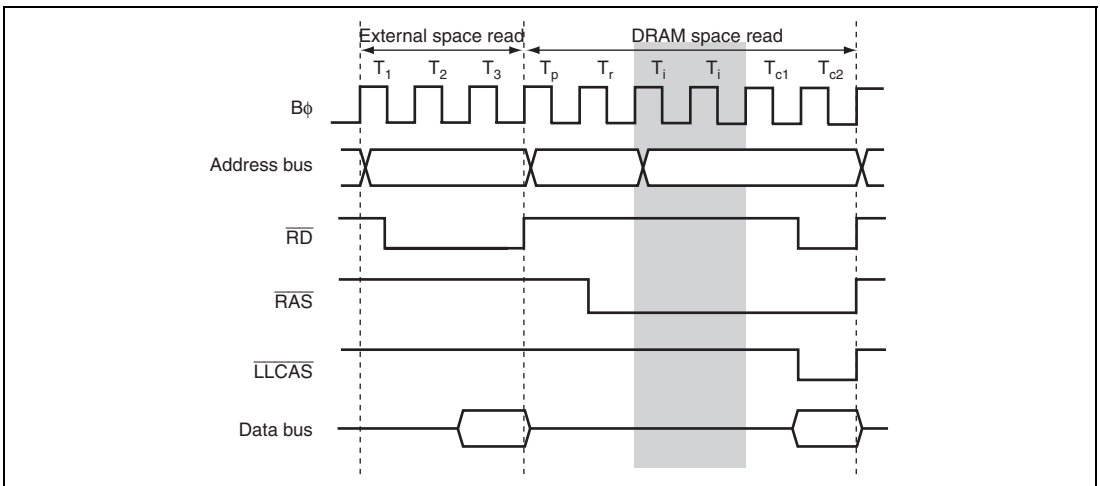 External space read DRAM space read
T1 T2 T3 Tp Tr Ti Ti Tc1 Tc2
Bϕ
Address bus
RD
RAS
LLCAS
Data bus